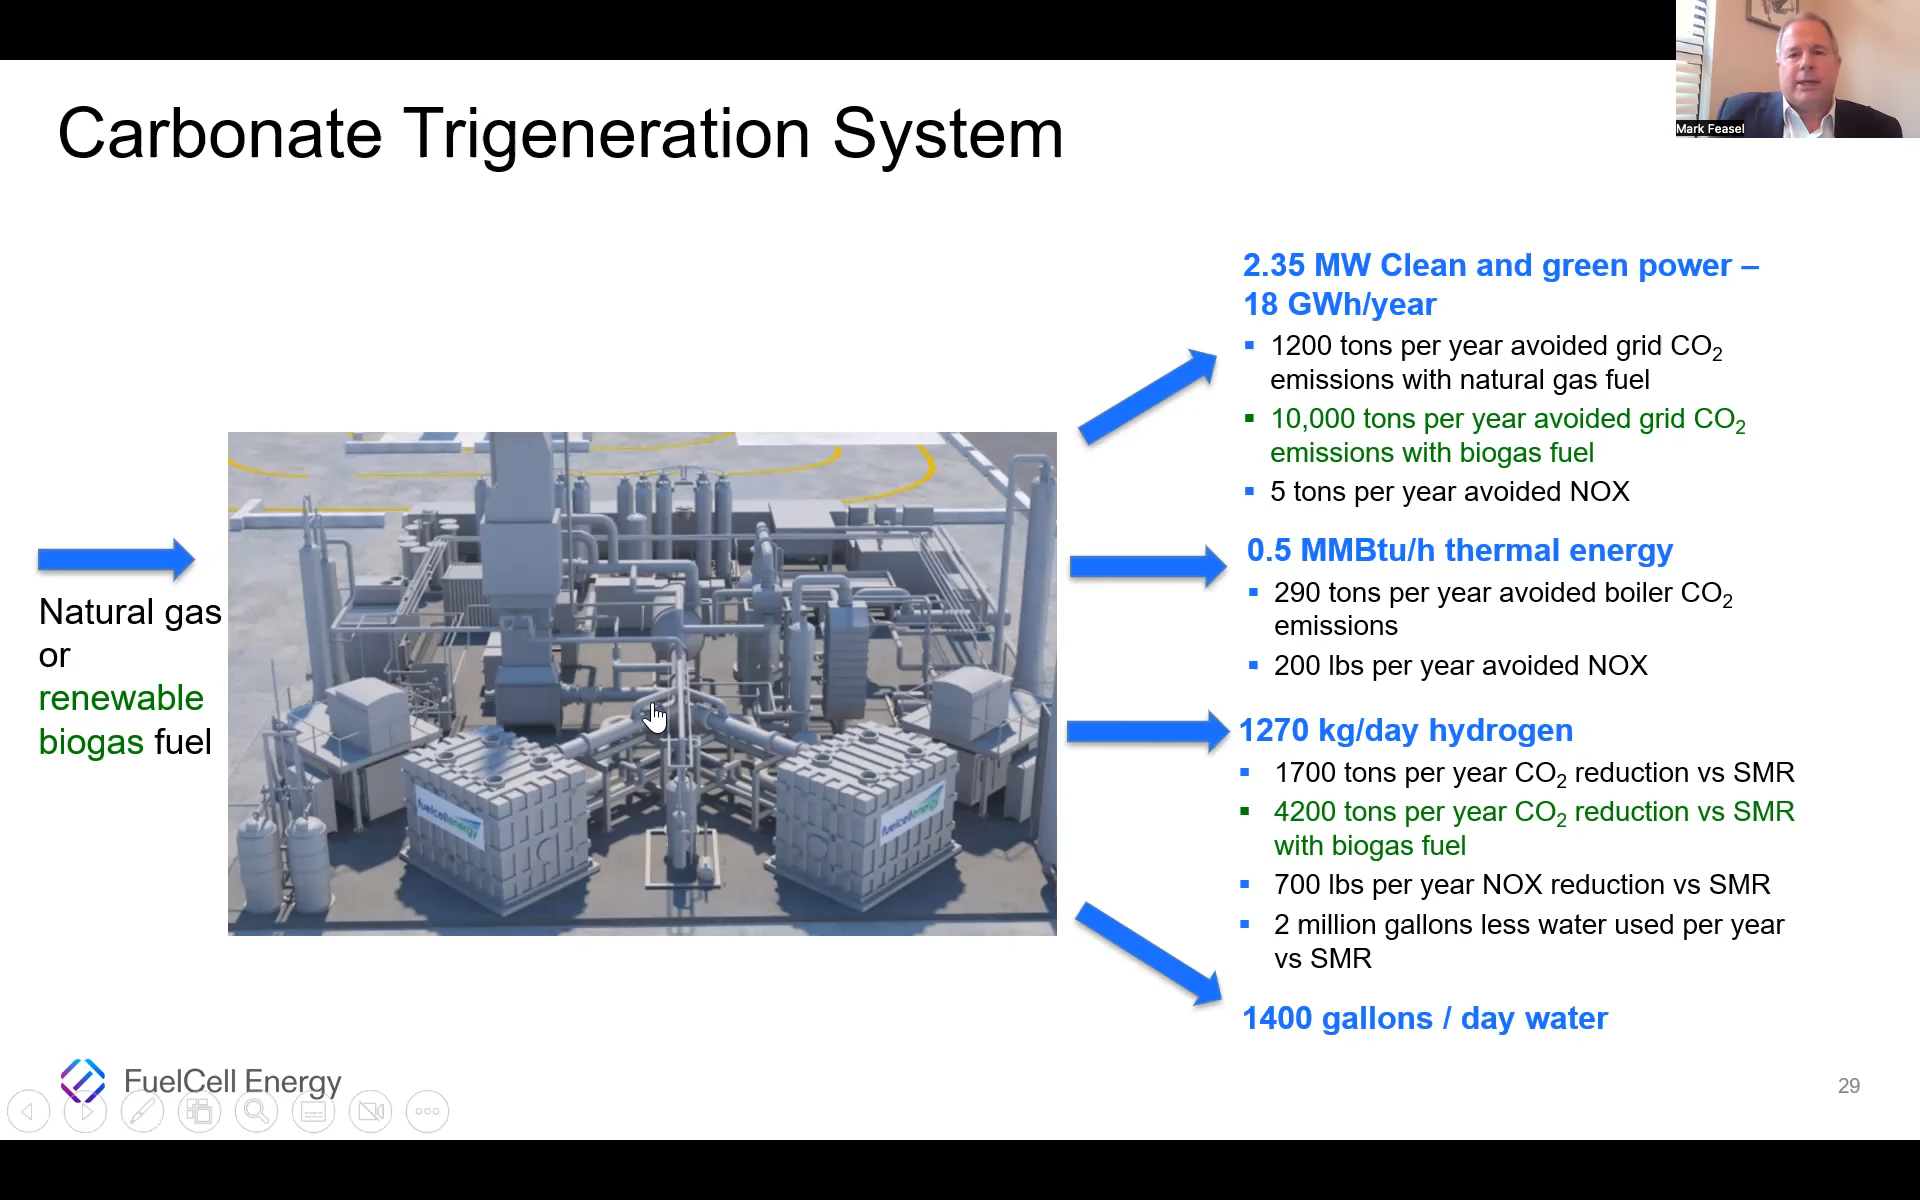 Mark Feasel
Carbonate Trigeneration System
Natural gas
or
renewable
biogas fuel
fuelcellenergy
fuelcellenergy
2.35 MW Clean and green power –
18 GWh/year
▪ 1200 tons per year avoided grid CO₂
emissions with natural gas fuel
▪ 10,000 tons per year avoided grid CO₂
emissions with biogas fuel
▪ 5 tons per year avoided NOX
0.5 MMBtu/h thermal energy
▪ 290 tons per year avoided boiler CO₂
emissions
▪ 200 lbs per year avoided NOX
1270 kg/day hydrogen
▪ 1700 tons per year CO₂ reduction vs SMR
▪ 4200 tons per year CO₂ reduction vs SMR
with biogas fuel
▪ 700 lbs per year NOX reduction vs SMR
▪ 2 million gallons less water used per year
vs SMR
1400 gallons / day water
FuelCell Energy
29